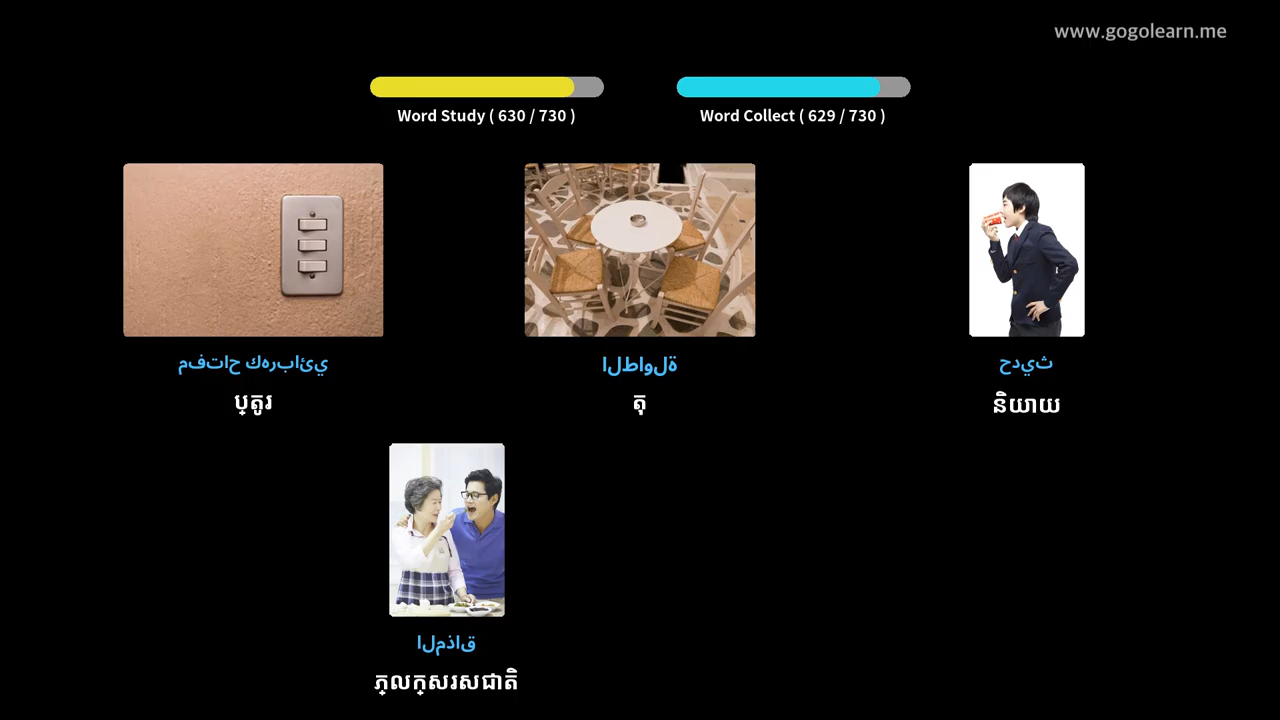 www.gogolearn.me
Word Study ( 630 / 730 )
Word Collect ( 629 / 730 )
مفتاح كهربائي
الطاولة
حديث
ប្តូរ
តុ
និយាយ
المذاق
ភ្លក្សរសជាតិ